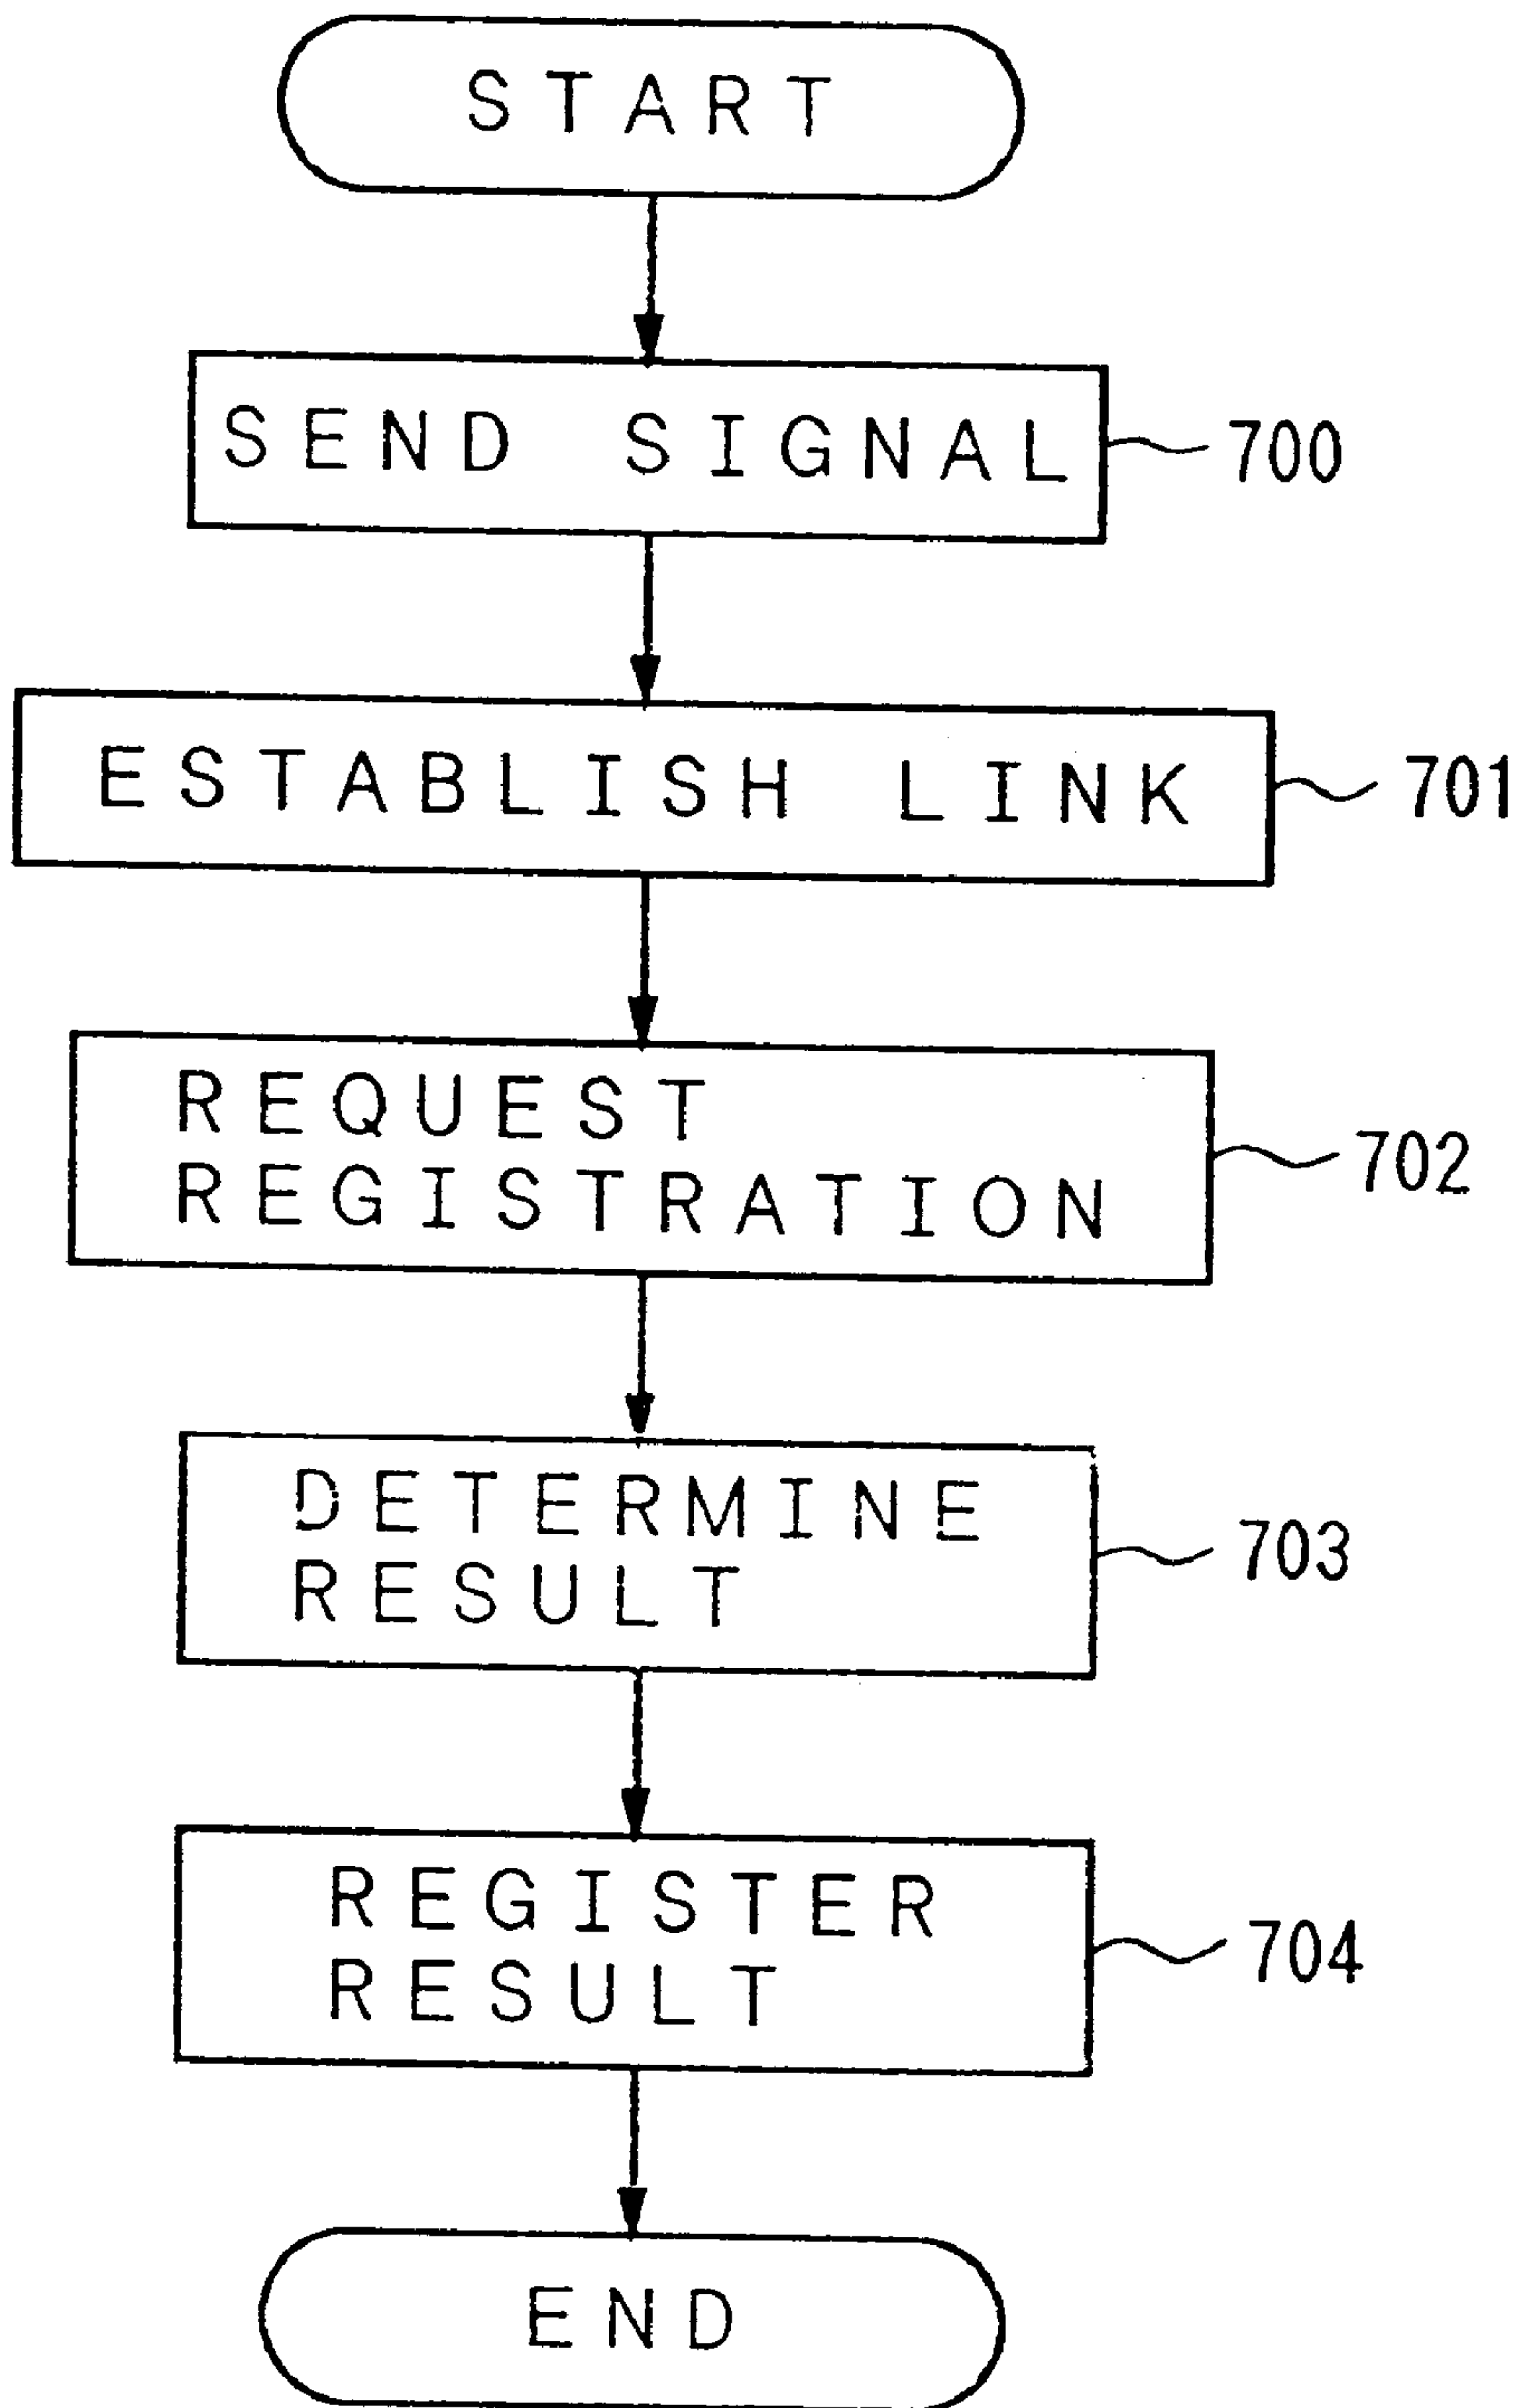 START
SEND SIGNAL
700
ESTABLISH LINK
701
REQUEST
REGISTRATION
702
DETERMINE
RESULT
703
REGISTER
RESULT
704
END